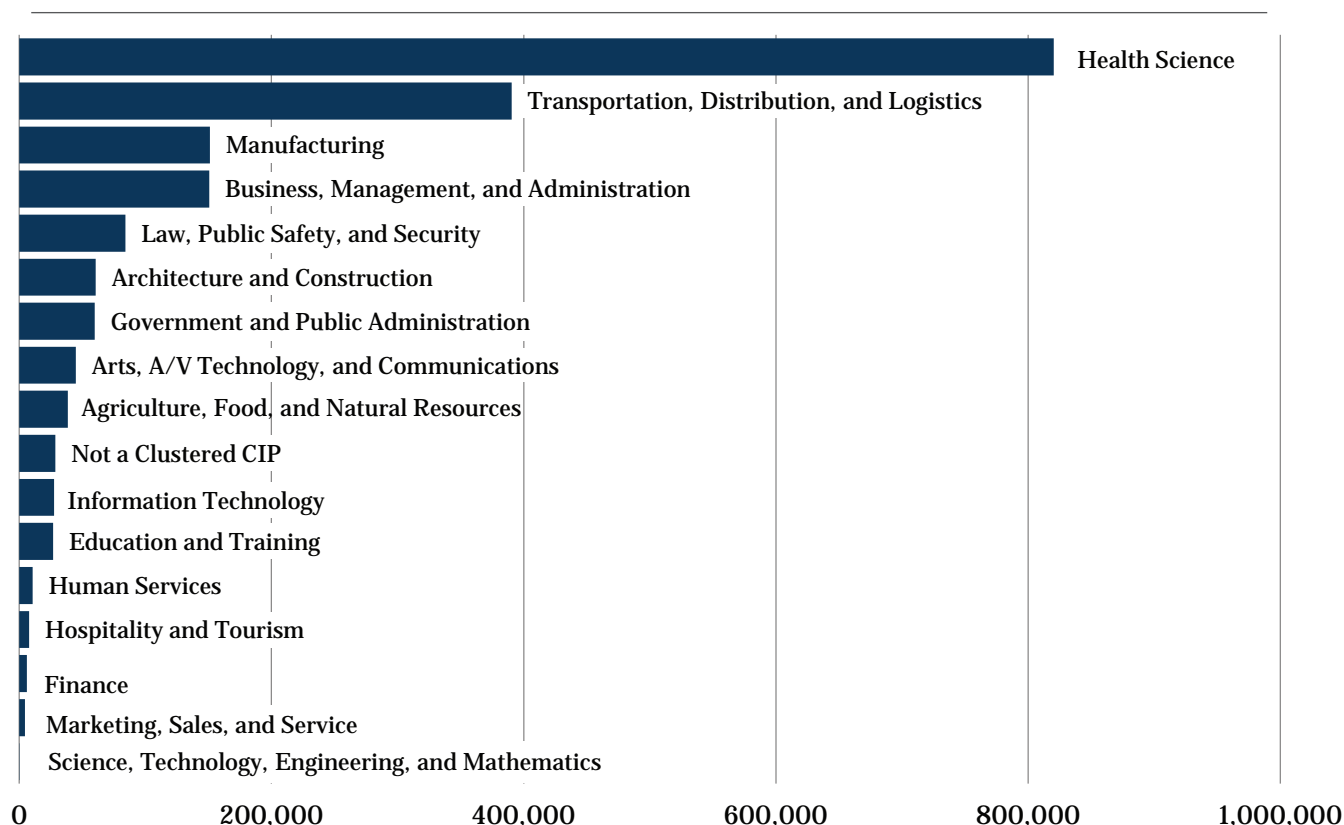 Health Science
Transportation, Distribution, and Logistics
Manufacturing
Business, Management, and Administration
Law, Public Safety, and Security
Architecture and Construction
Government and Public Administration
Arts, A/V Technology, and Communications
Agriculture, Food, and Natural Resources
Not a Clustered CIP
Information Technology
Education and Training
Human Services
Hospitality and Tourism
Finance
Marketing, Sales, and Service
Science, Technology, Engineering, and Mathematics
0 200,000 400,000 600,000 800,000 1,000,000